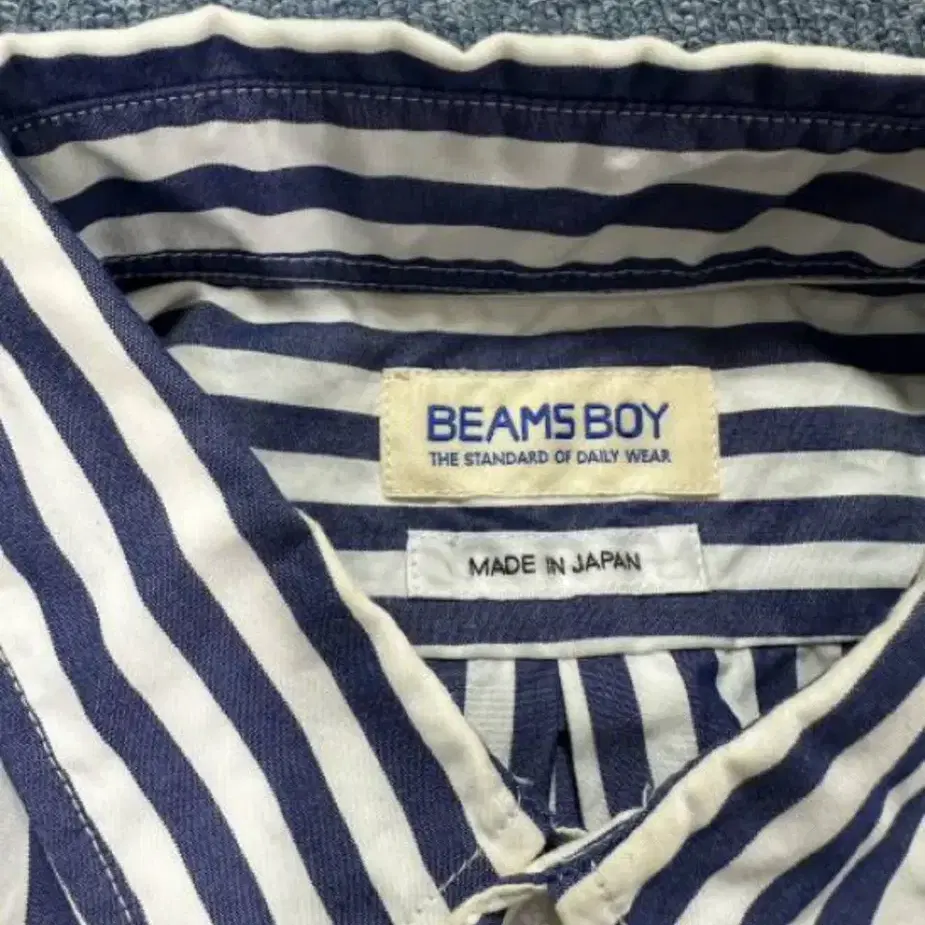 BEAMS BOY
THE STANDARD OF DAILY WEAR
MADE IN JAPAN